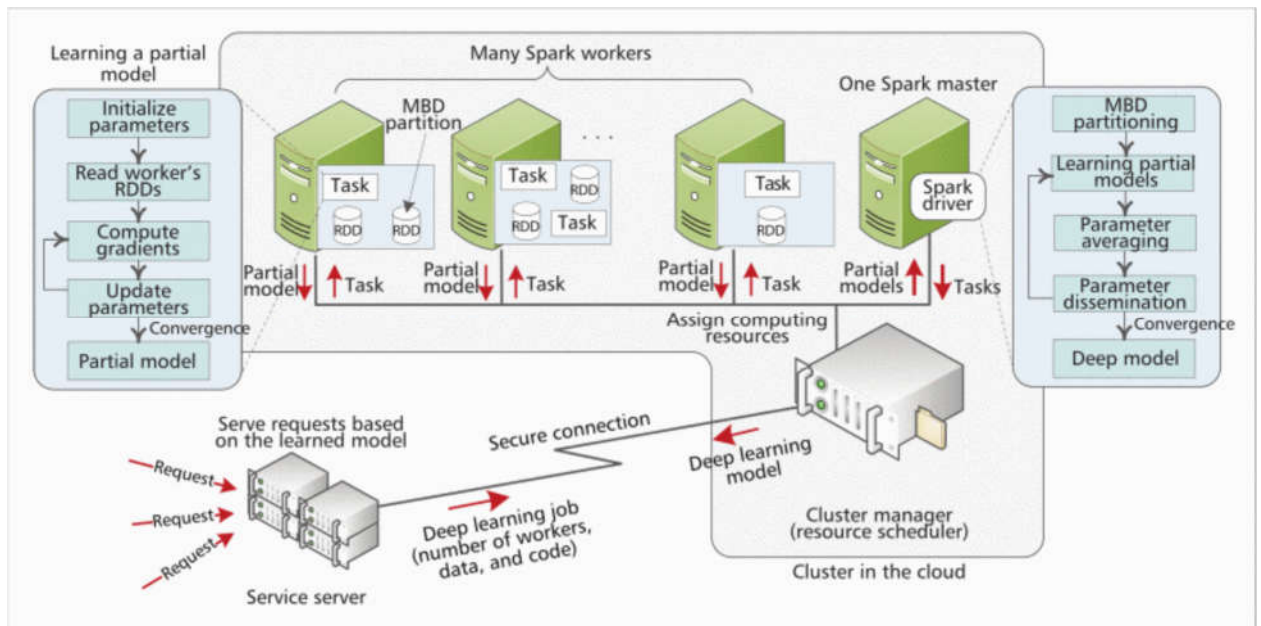 Learning a partial
model
Initialize
parameters
Read worker's
RDDs
Compute
gradients
Update
parameters
Convergence
Partial model
Many Spark workers
MBD
partition
Task
RDD
RDD
Task
RDD
RDD
Task
. . .
Task
RDD
One Spark master
Spark
driver
Partial
model
Task
Partial
model
Task
Partial
model
Task
Partial
models
Tasks
MBD
partitioning
Learning partial
models
Parameter
averaging
Parameter
dissemination
Convergence
Deep model
Assign computing
resources
Serve requests based
on the learned model
Request
Request
Request
Service server
Secure connection
Deep learning job
(number of workers,
data, and code)
Deep learning
model
Cluster manager
(resource scheduler)
Cluster in the cloud